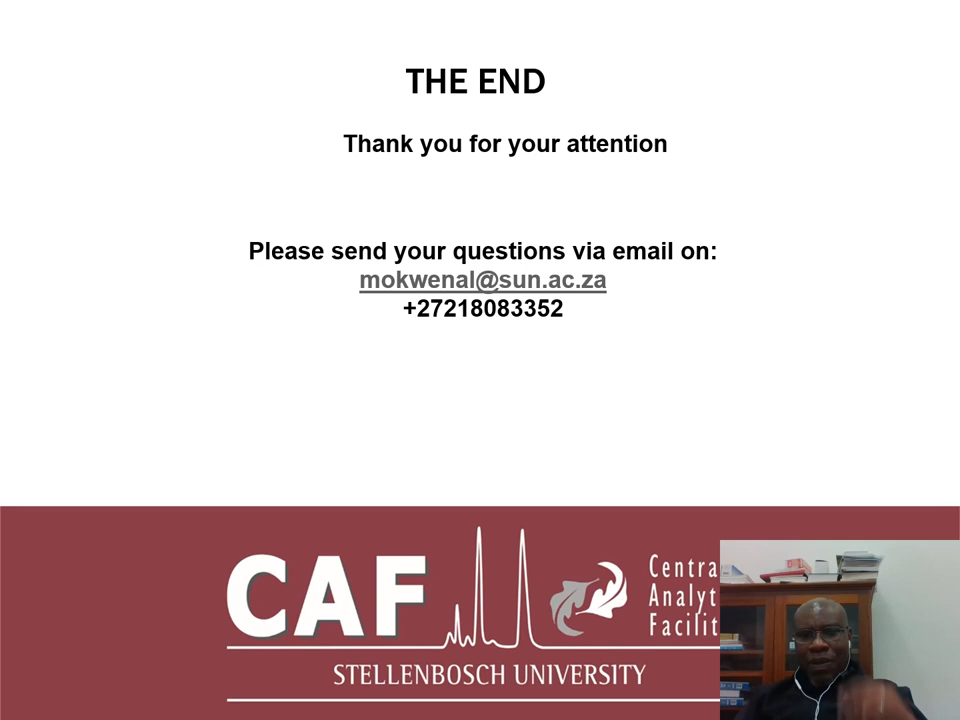 THE END
Thank you for your attention
Please send your questions via email on:
mokwenal@sun.ac.za
+27218083352
CAF
Centra
Analyt
Facilit
STELLENBOSCH UNIVERSITY